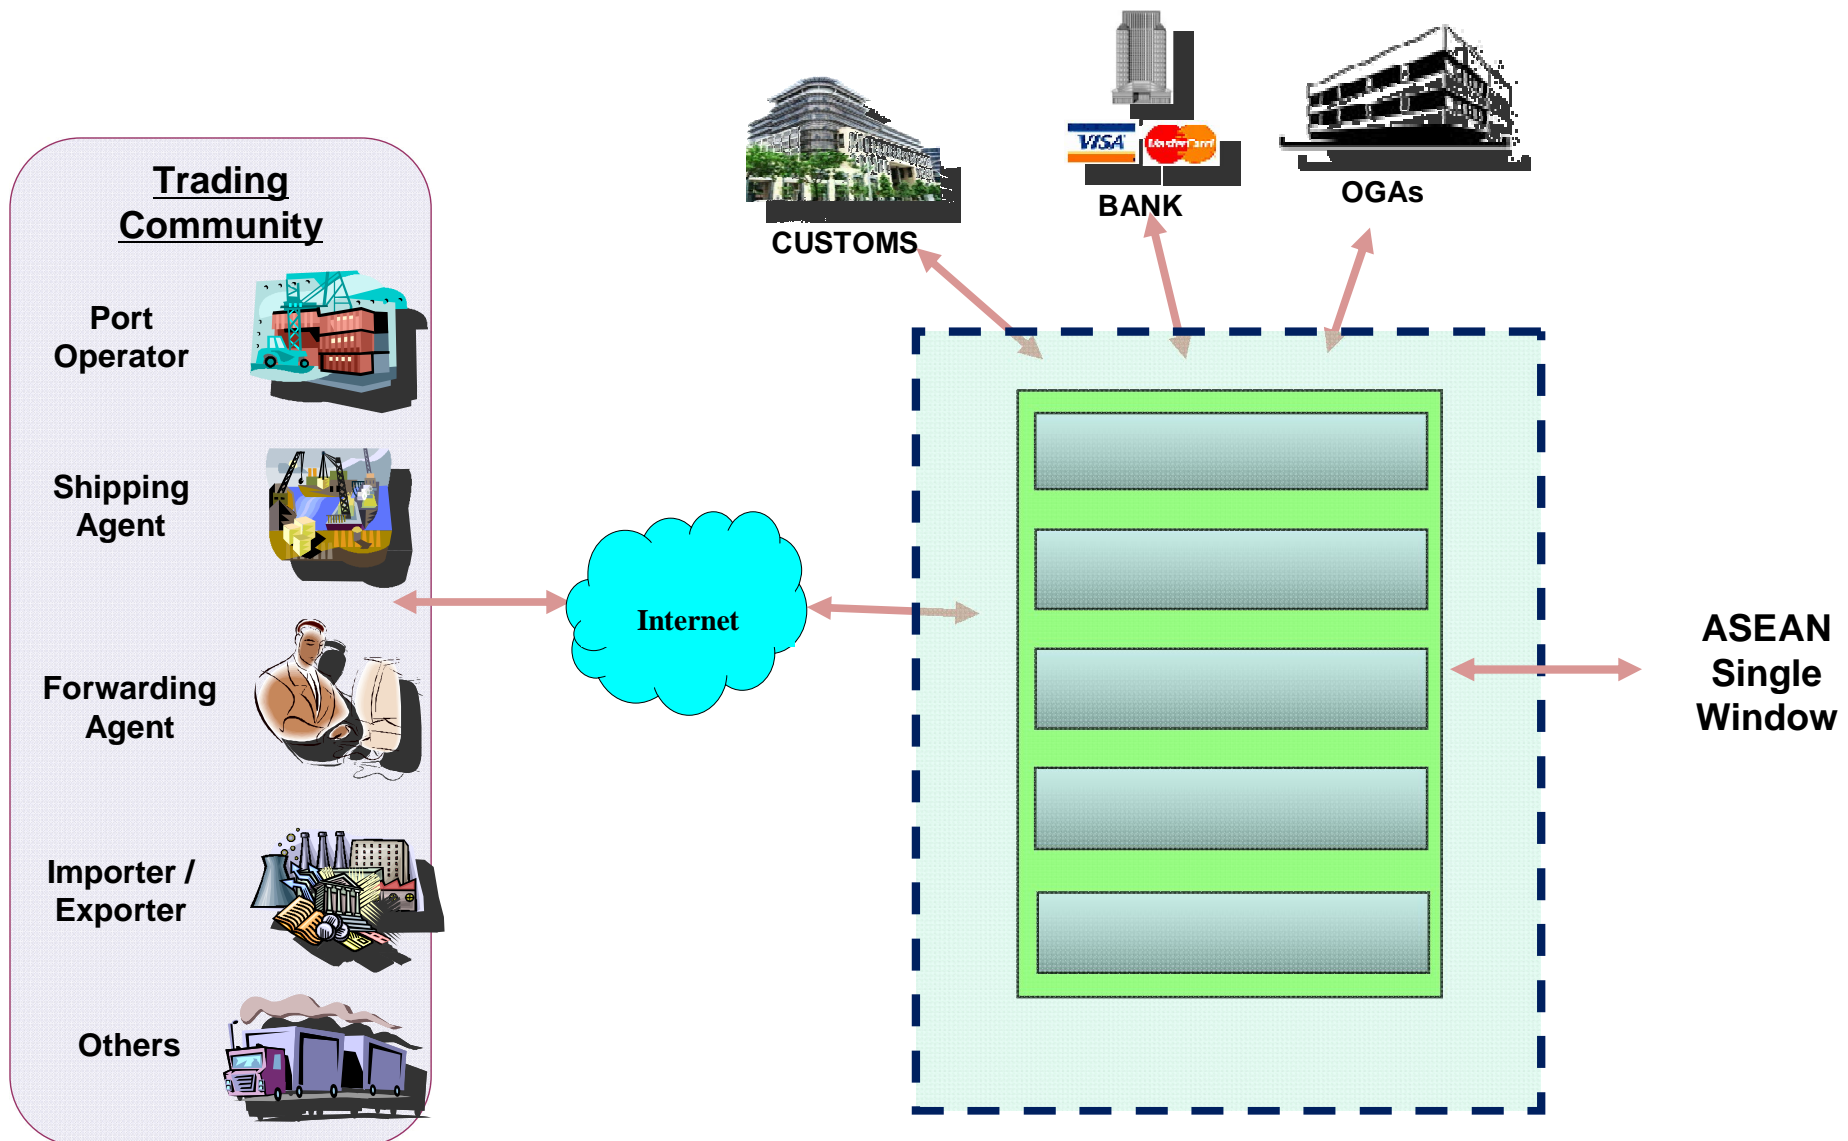 Trading
Community
Port
Operator
Shipping
Agent
Forwarding
Agent
Importer /
Exporter
Others
Internet
CUSTOMS
VISA
MasterCard
BANK
OGAs
ASEAN
Single
Window